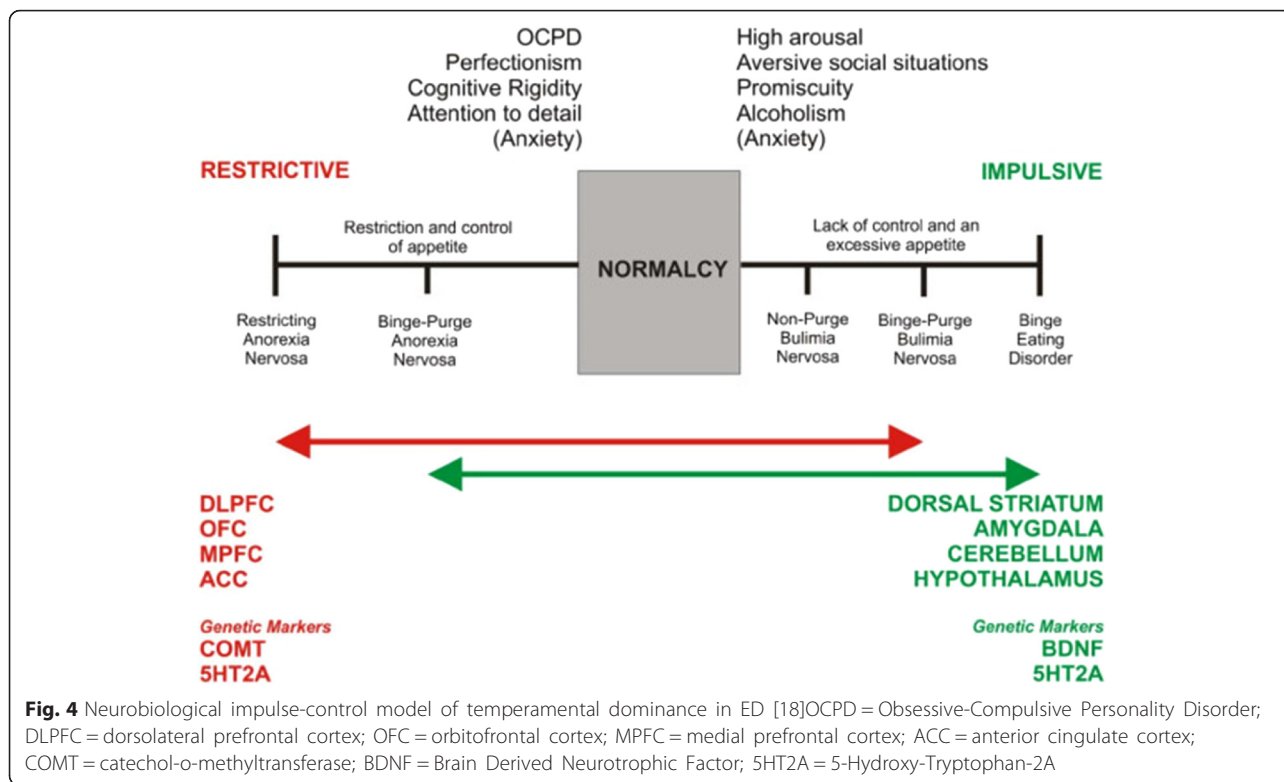 OCPD
Perfectionism
Cognitive Rigidity
Attention to detail
(Anxiety)
High arousal
Aversive social situations
Promiscuity
Alcoholism
(Anxiety)
RESTRICTIVE
IMPULSIVE
Restriction and control
of appetite
NORMALCY
Lack of control and an
excessive appetite
Restricting
Anorexia
Nervosa
Binge-Purge
Anorexia
Nervosa
Non-Purge
Bulimia
Nervosa
Binge-Purge
Bulimia
Nervosa
Binge
Eating
Disorder
DLPFC
OFC
MPFC
ACC
DORSAL STRIATUM
AMYGDALA
CEREBELLUM
HYPOTHALAMUS
Genetic Markers
COMT
5HT2A
Genetic Markers
BDNF
5HT2A
Fig. 4 Neurobiological impulse-control model of temperamental dominance in ED [18]OCPD = Obsessive-Compulsive Personality Disorder;
DLPFC = dorsolateral prefrontal cortex; OFC = orbitofrontal cortex; MPFC = medial prefrontal cortex; ACC = anterior cingulate cortex;
COMT = catechol-o-methyltransferase; BDNF = Brain Derived Neurotrophic Factor; 5HT2A = 5-Hydroxy-Tryptophan-2A